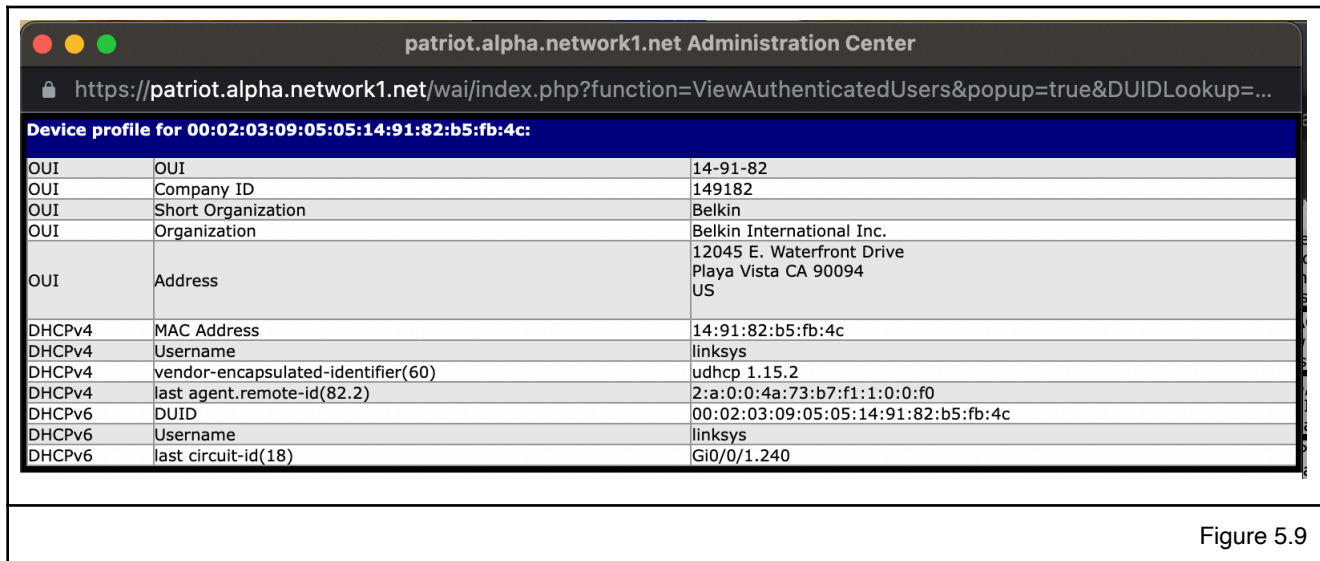 patriot.alpha.network1.net Administration Center
https://patriot.alpha.network1.net/wai/index.php?function=ViewAuthenticatedUsers&popup=true&DUIDLookup=...
Device profile for 00:02:03:09:05:05:14:91:82:b5:fb:4c:
OUI OUI 14-91-82
OUI Company ID 149182
OUI Short Organization Belkin
OUI Organization Belkin International Inc.
OUI Address 12045 E. Waterfront Drive
Playa Vista CA 90094
US
DHCPv4 MAC Address 14:91:82:b5:fb:4c
DHCPv4 Username linksys
DHCPv4 vendor-encapsulated-identifier(60) udhcp 1.15.2
DHCPv4 last agent.remote-id(82.2) 2:a:0:0:4a:73:b7:f1:1:0:0:f0
DHCPv6 DUID 00:02:03:09:05:05:14:91:82:b5:fb:4c
DHCPv6 Username linksys
DHCPv6 last circuit-id(18) Gi0/0/1.240
Figure 5.9